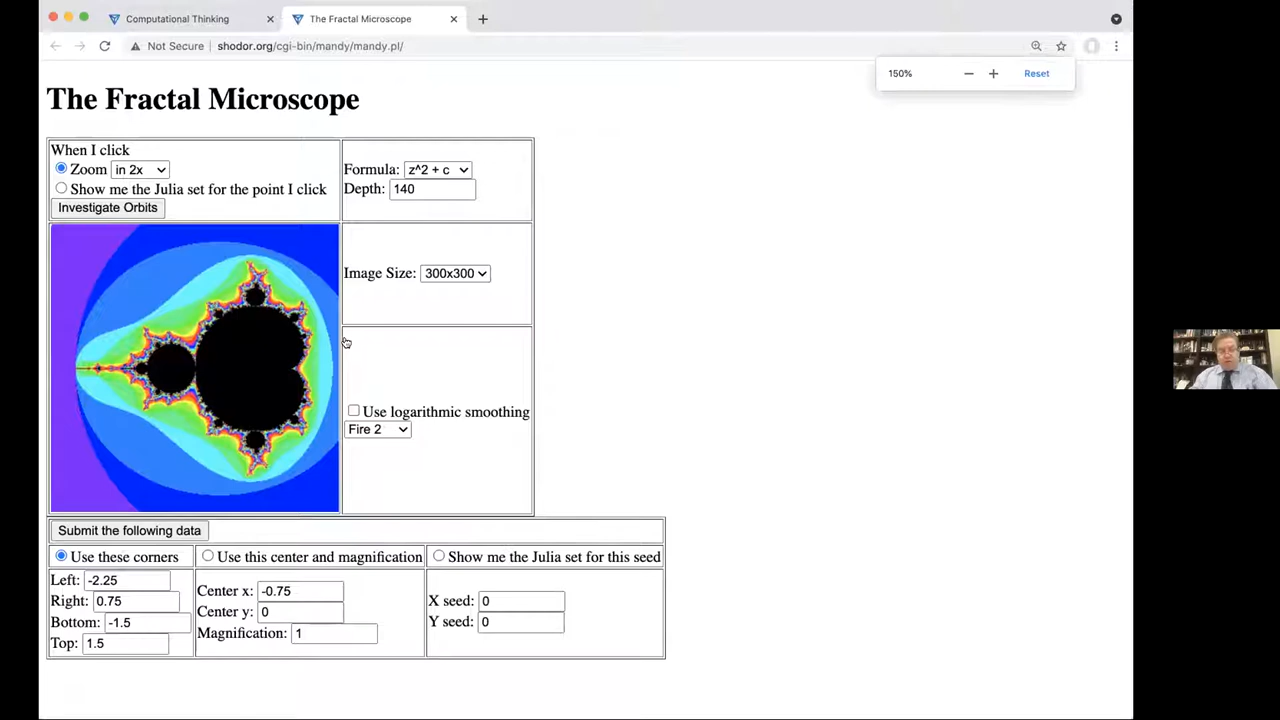 Computational Thinking
The Fractal Microscope
Not Secure shodor.org/cgi-bin/mandy/mandy.pl/
150% Reset
The Fractal Microscope
When I click
Zoom in 2x
Show me the Julia set for the point I click
Investigate Orbits
Formula: z^2 + c
Depth: 140
Image Size: 300x300
Use logarithmic smoothing
Fire 2
Submit the following data
Use these corners
Use this center and magnification
Show me the Julia set for this seed
Left: -2.25
Right: 0.75
Bottom: -1.5
Top: 1.5
Center x: -0.75
Center y: 0
Magnification: 1
X seed: 0
Y seed: 0